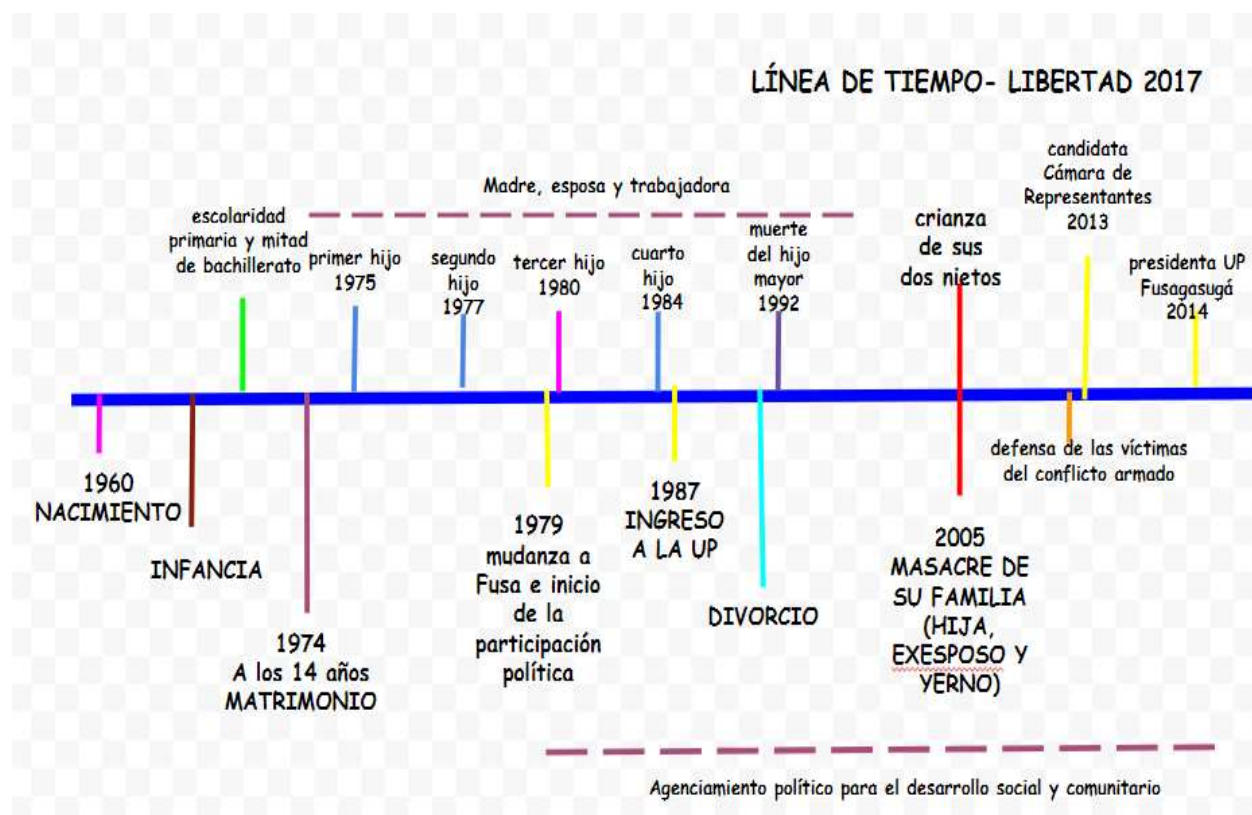 LÍNEA DE TIEMPO- LIBERTAD 2017
Madre, esposa y trabajadora
escolaridad
primaria y mitad
de bachillerato
primer hijo
1975
segundo
hijo
1977
tercer hijo
1980
cuarto
hijo
1984
muerte
del hijo
mayor
1992
crianza
de sus
dos nietos
candidata
Cámara de
Representantes
2013
presidenta UP
Fusagasugá
2014
1960
NACIMIENTO
INFANCIA
1974
A los 14 años
MATRIMONIO
1979
mudanza a
Fusa e inicio
de la
participación
política
1987
INGRESO
A LA UP
DIVORCIO
2005
MASACRE DE
SU FAMILIA
(HIJA,
EXESPOSO Y
YERNO)
defensa de las víctimas
del conflicto armado
Agenciamiento político para el desarrollo social y comunitario